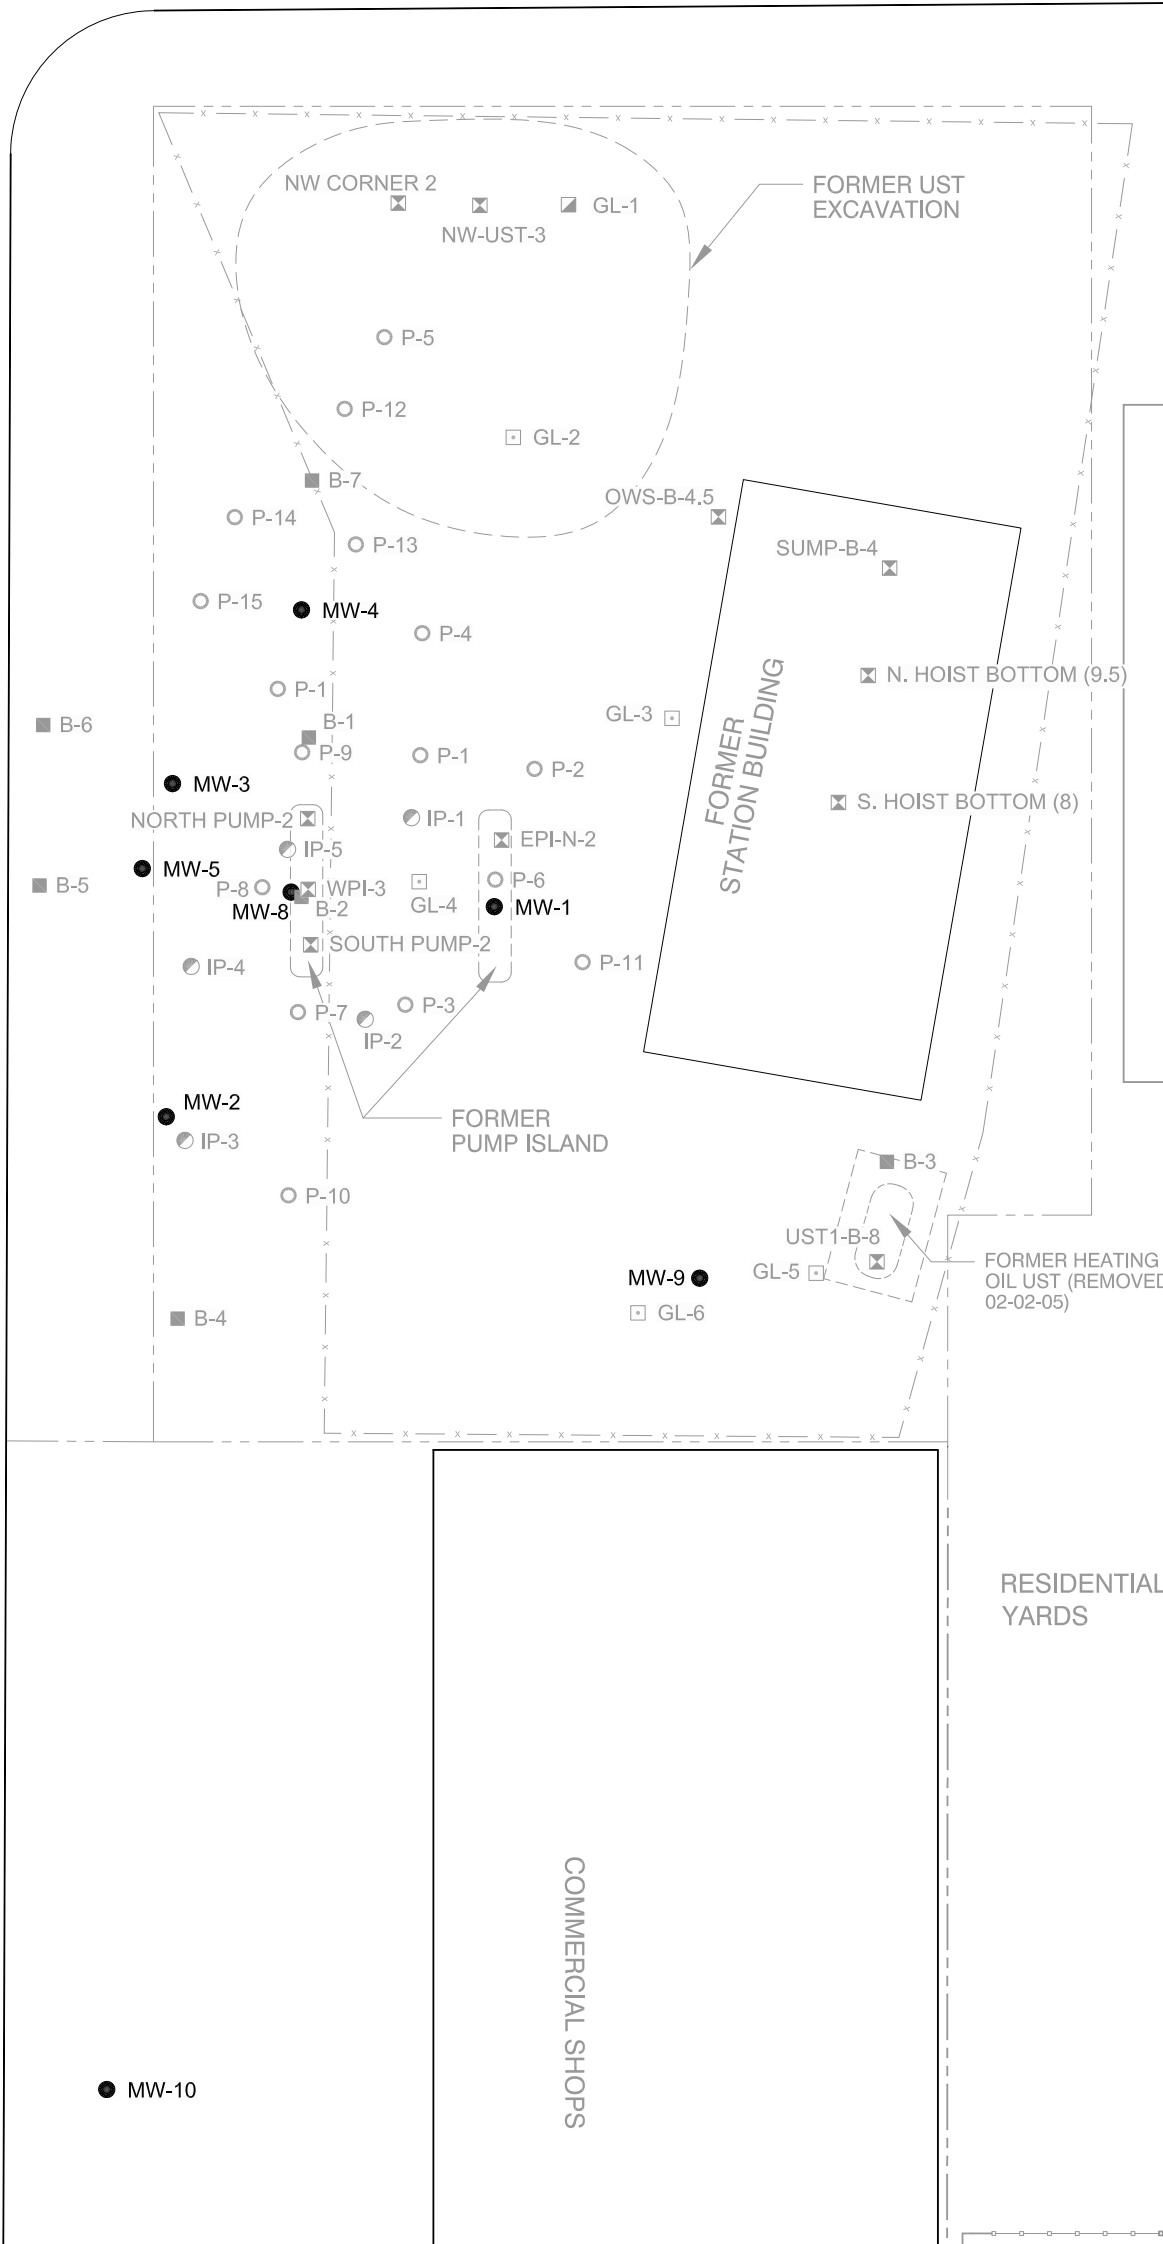 NW CORNER 2
NW-UST-3
GL-1
FORMER UST
EXCAVATION
P-5
P-12
GL-2
B-7
OWS-B-4.5
P-14
P-13
SUMP-B-4
P-15
MW-4
P-4
N. HOIST BOTTOM (9.5)
P-1
B-6
B-1
GL-3
P-9
P-1
P-2
FORMER
STATION BUILDING
MW-3
S. HOIST BOTTOM (8)
NORTH PUMP-2
IP-1
EPI-N-2
IP-5
MW-5
B-5
P-8
WPI-3
P-6
GL-4
MW-8
B-2
MW-1
SOUTH PUMP-2
IP-4
P-11
P-7
P-3
IP-2
MW-2
FORMER
PUMP ISLAND
IP-3
B-3
P-10
UST1-B-8
FORMER HEATING
OIL UST (REMOVED
02-02-05)
MW-9
GL-5
GL-6
B-4
RESIDENTIAL
YARDS
COMMERCIAL SHOPS
MW-10